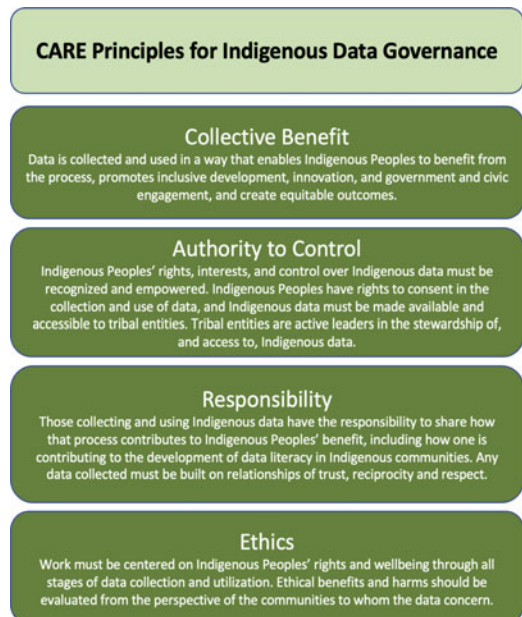 CARE Principles for Indigenous Data Governance
Collective Benefit
Data is collected and used in a way that enables Indigenous Peoples to benefit from
the process, promotes inclusive development, innovation, and government and civic
engagement, and create equitable outcomes.
Authority to Control
Indigenous Peoples' rights, interests, and control over Indigenous data must be
recognized and empowered. Indigenous Peoples have rights to consent in the
collection and use of data, and Indigenous data must be made available and
accessible to tribal entities. Tribal entities are active leaders in the stewardship of,
and access to, Indigenous data.
Responsibility
Those collecting and using Indigenous data have the responsibility to share how
that process contributes to Indigenous Peoples' benefit, including how one is
contributing to the development of data literacy in Indigenous communities. Any
data collected must be built on relationships of trust, reciprocity and respect.
Ethics
Work must be centered on Indigenous Peoples' rights and wellbeing through all
stages of data collection and utilization. Ethical benefits and harms should be
evaluated from the perspective of the communities to whom the data concern.